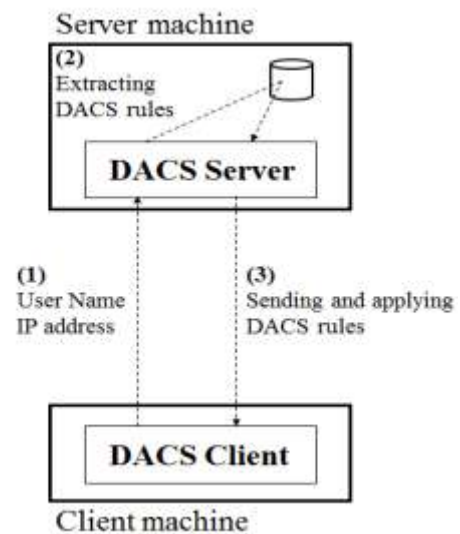 Server machine
(2)
Extracting
DACS rules
DACS Server
(1)
User Name
IP address
(3)
Sending and applying
DACS rules
DACS Client
Client machine